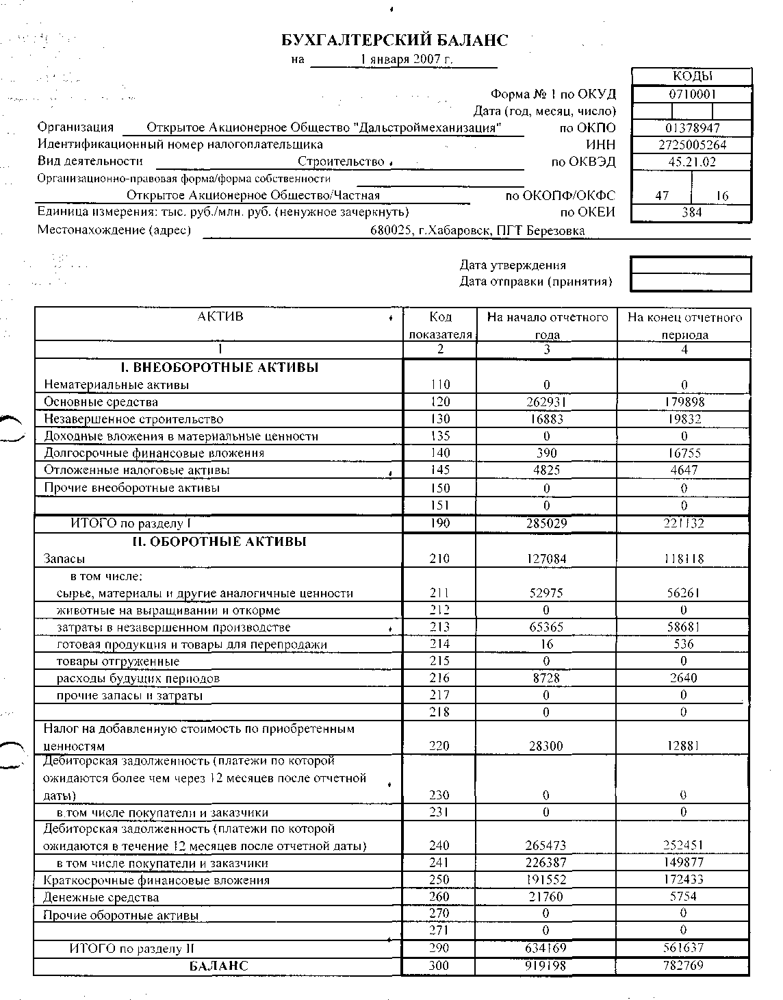 БУХГАЛТЕРСКИЙ БАЛАНС
на 1 января 2007 г.
КОДЫ
Форма № 1 по ОКУД 0710001
Дата (год, месяц, число)
Организация Открытое Акционерное Общество "Дальстроймеханизация" по ОКПО 01378947
Идентификационный номер налогоплательщика ИНН 2725005264
Вид деятельности Строительство по ОКВЭД 45.21.02
Организационно-правовая форма/форма собственности
Открытое Акционерное Общество/Частная по ОКОПФ/ОКФС 47 16
Единица измерения: тыс. руб./млн. руб. (ненужное зачеркнуть) по ОКЕИ 384
Местонахождение (адрес) 680025, г.Хабаровск, ПГТ Березовка
Дата утверждения
Дата отправки (принятия)
АКТИВ Код На начало отчетного На конец отчетного
показателя года периода
1 2 3 4
I. ВНЕОБОРОТНЫЕ АКТИВЫ
Нематериальные активы 110 0 0
Основные средства 120 262931 179898
Незавершенное строительство 130 16883 19832
Доходные вложения в материальные ценности 135 0 0
Долгосрочные финансовые вложения 140 390 16755
Отложенные налоговые активы 145 4825 4647
Прочие внеоборотные активы 150 0 0
151 0 0
ИТОГО по разделу I 190 285029 221132
II. ОБОРОТНЫЕ АКТИВЫ
Запасы 210 127084 118118
в том числе:
сырье, материалы и другие аналогичные ценности 211 52975 56261
животные на выращивании и откорме 212 0 0
затраты в незавершенном производстве 213 65365 58681
готовая продукция и товары для перепродажи 214 16 536
товары отгруженные 215 0 0
расходы будущих периодов 216 8728 2640
прочие запасы и затраты 217 0 0
218 0 0
Налог на добавленную стоимость по приобретенным
ценностям 220 28300 12881
Дебиторская задолженность (платежи по которой
ожидаются более чем через 12 месяцев после отчетной
даты) 230 0 0
в том числе покупатели и заказчики 231 0 0
Дебиторская задолженность (платежи по которой
ожидаются в течение 12 месяцев после отчетной даты) 240 265473 252451
в том числе покупатели и заказчики 241 226387 149877
Краткосрочные финансовые вложения 250 191552 172433
Денежные средства 260 21760 5754
Прочие оборотные активы 270 0 0
271 0 0
ИТОГО по разделу II 290 634169 561637
БАЛАНС 300 919198 782769